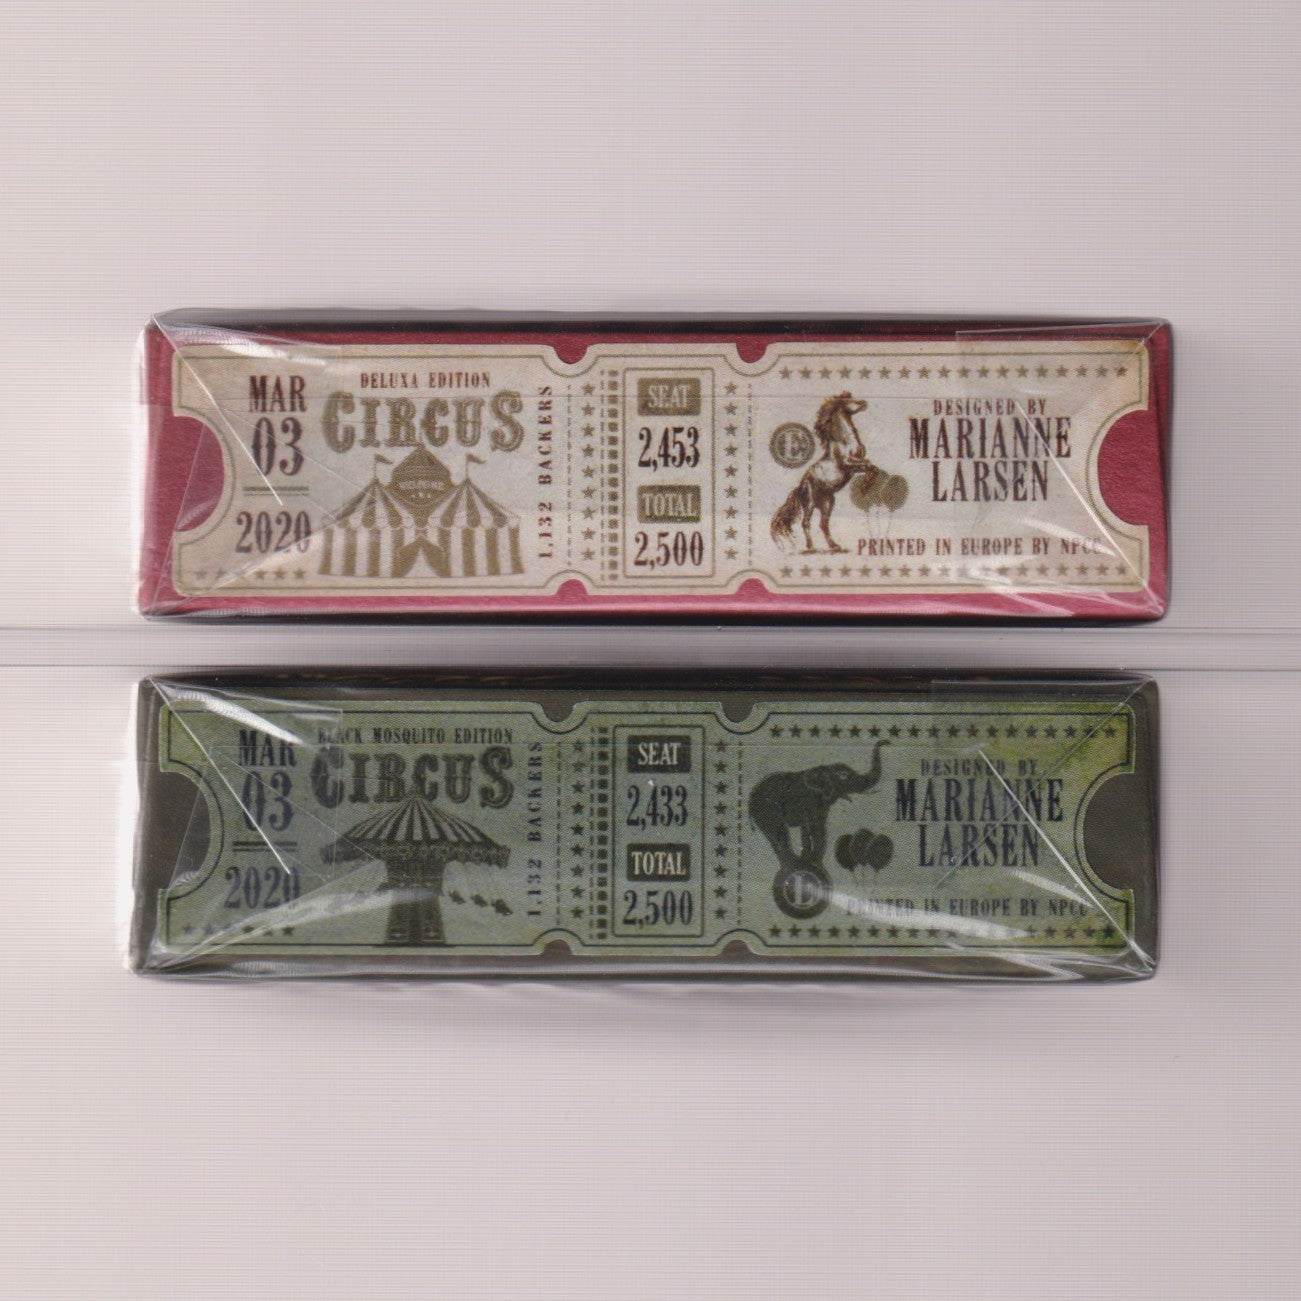 MAR
03
2020
DELUXA EDITION
CIRCUS
1,132 BACKERS
SEAT
2,453
TOTAL
2,500
DESIGNED BY
MARIANNE
LARSEN
PRINTED IN EUROPE BY NPCC
MAR
03
2020
BLACK MOSQUITO EDITION
CIRCUS
1,132 BACKERS
SEAT
2,433
TOTAL
2,500
DESIGNED BY
MARIANNE
LARSEN
PRINTED IN EUROPE BY NPCC